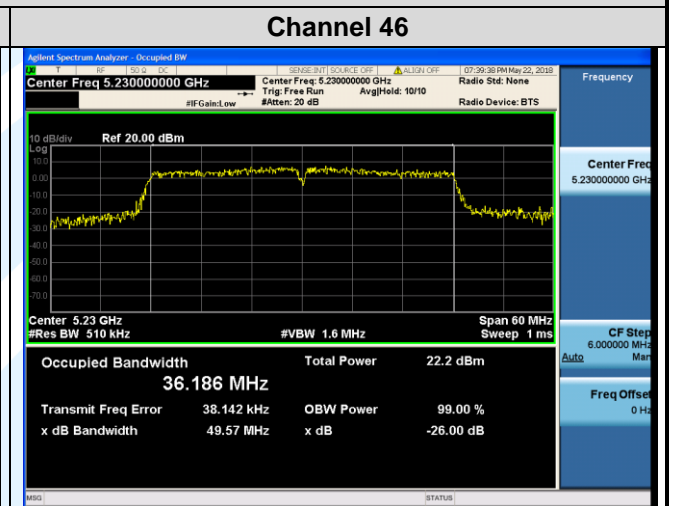 Channel 46
Agilent Spectrum Analyzer - Occupied BW
T RF 50 Ω DC SENSE:INT SOURCE OFF ALIGN OFF 07:39:38 PM May 22, 2018
Center Freq 5.230000000 GHz Center Freq: 5.230000000 GHz Radio Std: None Frequency
Trig: Free Run Avg|Hold: 10/10
#IFGain:Low #Atten: 20 dB Radio Device: BTS
10 dB/div Ref 20.00 dBm
Log
10.0
0.00
-10.0
-20.0
-30.0
-40.0
-50.0
-60.0
-70.0
Center Freq
5.230000000 GHz
Center 5.23 GHz Span 60 MHz
#Res BW 510 kHz #VBW 1.6 MHz Sweep 1 ms
CF Step
6.000000 MHz
Auto Man
Occupied Bandwidth Total Power 22.2 dBm
36.186 MHz
Freq Offset
0 Hz
Transmit Freq Error 38.142 kHz OBW Power 99.00 %
x dB Bandwidth 49.57 MHz x dB -26.00 dB
MSG STATUS